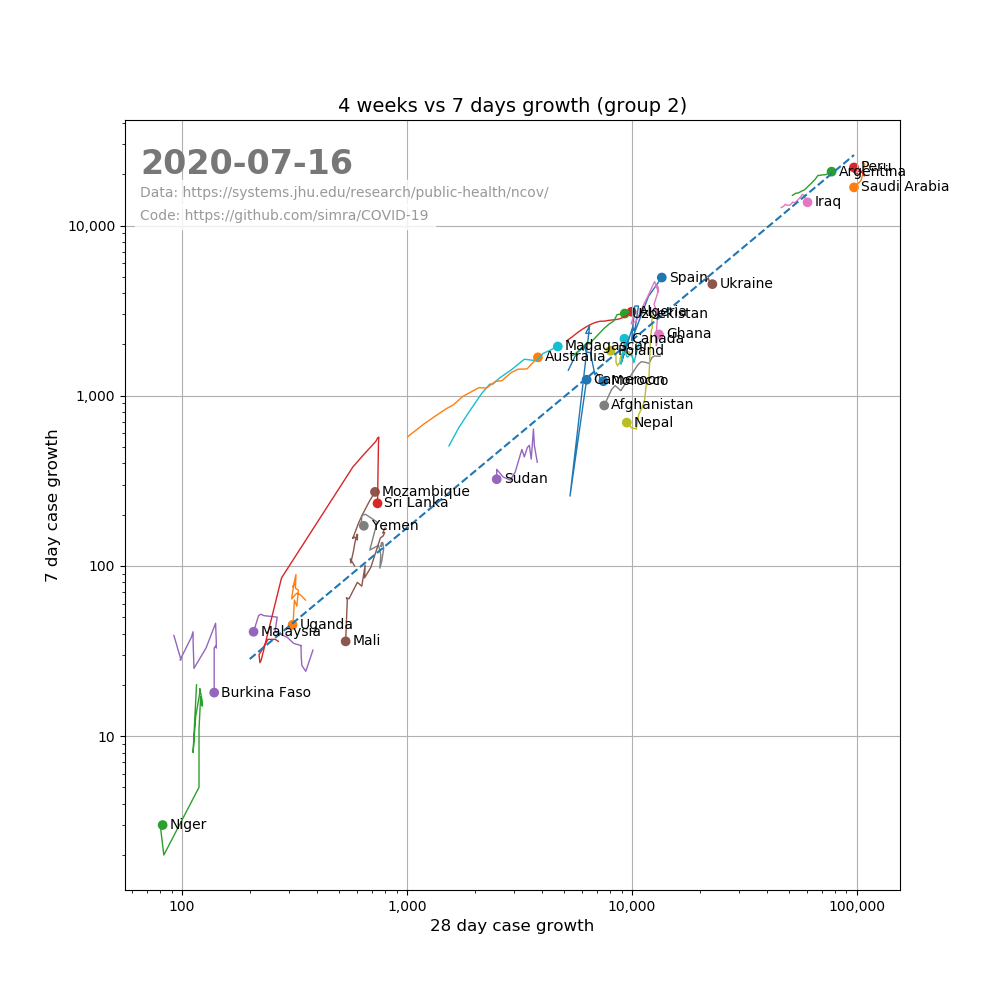 4 weeks vs 7 days growth (group 2)
2020-07-16
Data: https://systems.jhu.edu/research/public-health/ncov/
Code: https://github.com/simra/COVID-19
Peru
Argentina
Saudi Arabia
Iraq
10,000
Spain
Ukraine
Algeria
Uzbekistan
Ghana
Canada
Madagascar
Poland
Australia
Cameroon
Morocco
1,000
Afghanistan
Nepal
Sudan
Mozambique
Sri Lanka
Yemen
100
Uganda
Malaysia
Mali
Burkina Faso
10
Niger
7 day case growth
100
1,000
10,000
100,000
28 day case growth